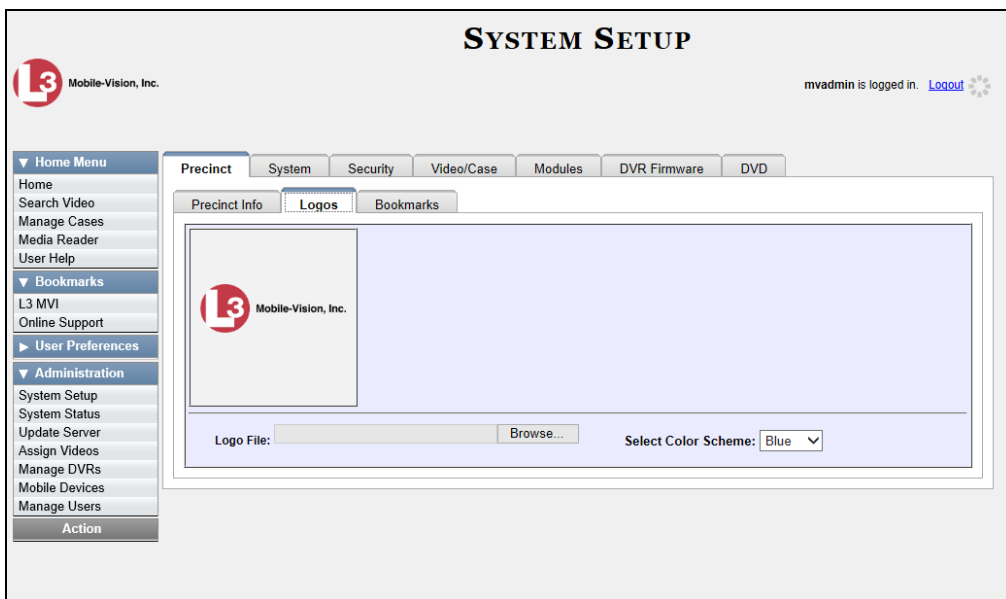 SYSTEM SETUP
L3 Mobile-Vision, Inc.
mvadmin is logged in. Logout
▼ Home Menu
Home
Search Video
Manage Cases
Media Reader
User Help
▼ Bookmarks
L3 MVI
Online Support
► User Preferences
▼ Administration
System Setup
System Status
Update Server
Assign Videos
Manage DVRs
Mobile Devices
Manage Users
Action
Precinct System Security Video/Case Modules DVR Firmware DVD
Precinct Info Logos Bookmarks
L3 Mobile-Vision, Inc.
Logo File: Browse... Select Color Scheme: Blue